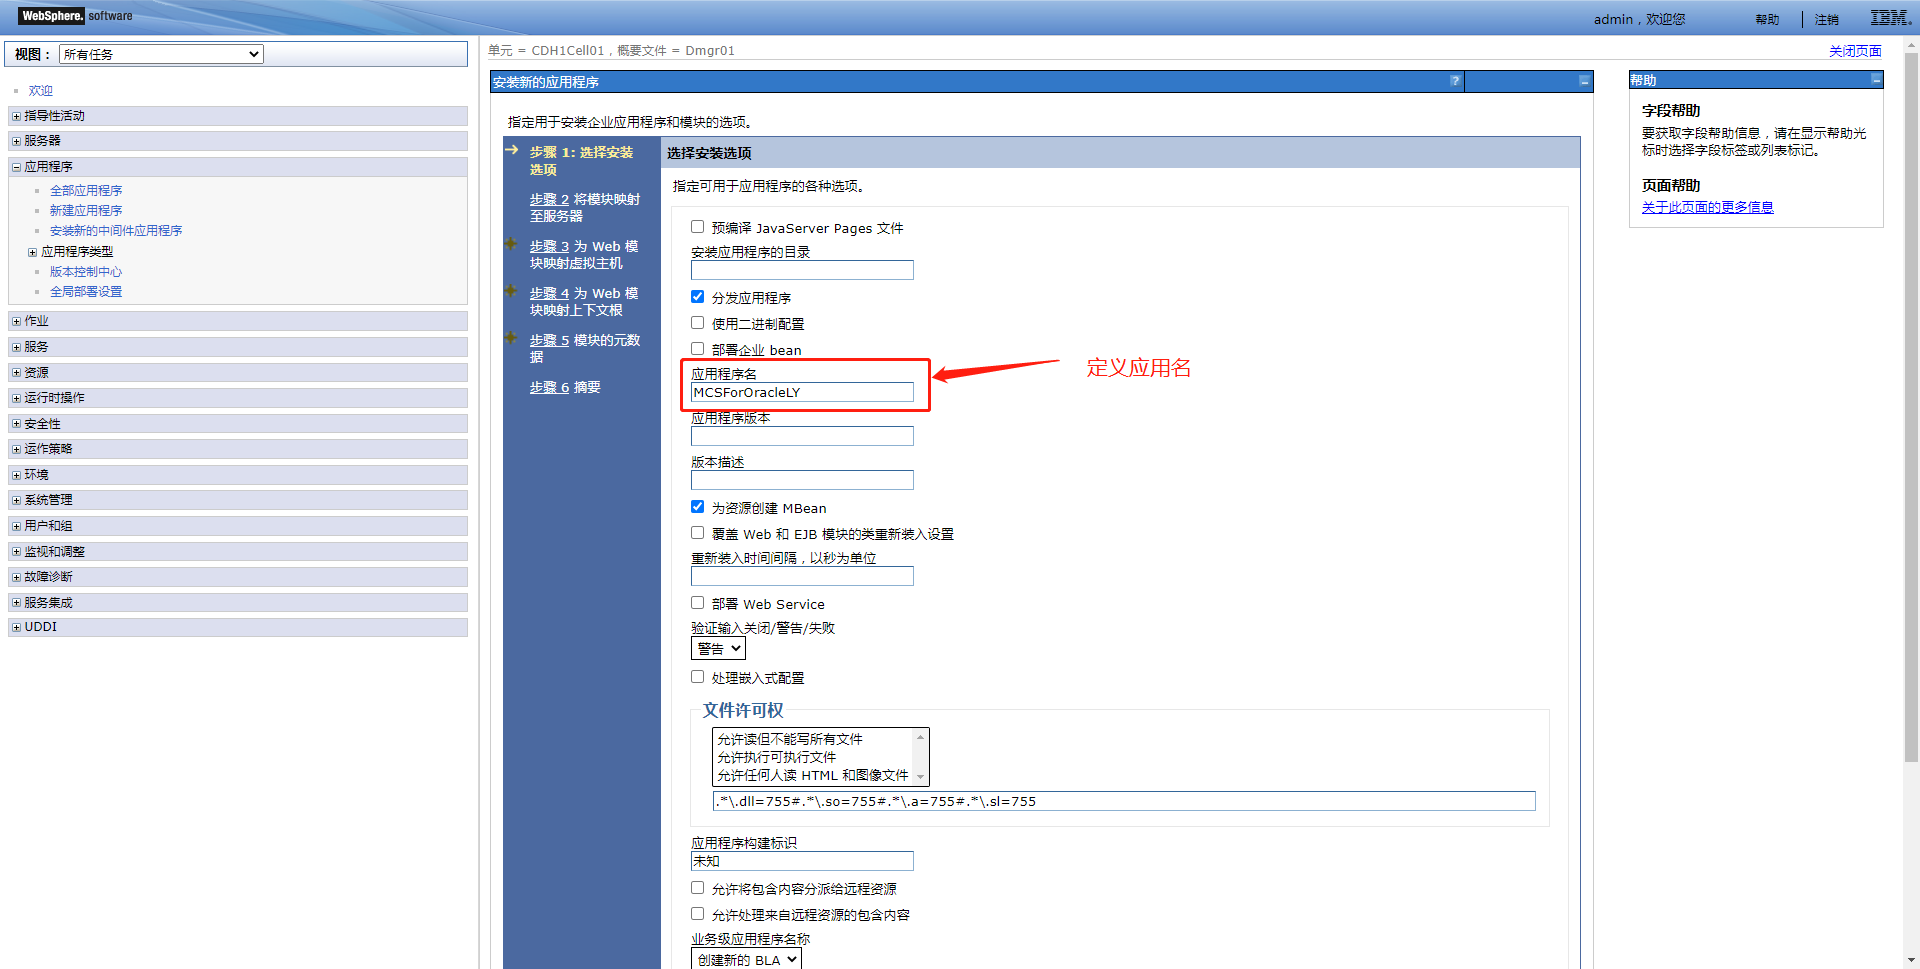 WebSphere. software
admin，欢迎您
帮助
注销
IBM.
视图：
所有任务
单元 = CDH1Cell01，概要文件 = Dmgr01
关闭页面
欢迎
指导性活动
服务器
应用程序
全部应用程序
新建应用程序
安装新的中间件应用程序
应用程序类型
版本控制中心
全局部署设置
作业
服务
资源
运行时操作
安全性
运作策略
环境
系统管理
用户和组
监视和调整
故障诊断
服务集成
UDDI
安装新的应用程序
?
指定用于安装企业应用程序和模块的选项。
步骤 1: 选择安装
选项
步骤 2 将模块映射
至服务器
步骤 3 为 Web 模
块映射虚拟主机
步骤 4 为 Web 模
块映射上下文根
步骤 5 模块的元数
据
步骤 6 摘要
选择安装选项
指定可用于应用程序的各种选项。
预编译 JavaServer Pages 文件
安装应用程序的目录
分发应用程序
使用二进制配置
部署企业 bean
应用程序名
MCSForOracleLY
定义应用名
应用程序版本
版本描述
为资源创建 MBean
覆盖 Web 和 EJB 模块的类重新装入设置
重新装入时间间隔，以秒为单位
部署 Web Service
验证输入关闭/警告/失败
警告
处理嵌入式配置
文件许可权
允许读但不能写所有文件
允许执行可执行文件
允许任何人读 HTML 和图像文件
.*\.dll=755#.*\.so=755#.*\.a=755#.*\.sl=755
应用程序构建标识
未知
允许将包含内容分派给远程资源
允许处理来自远程资源的包含内容
业务级应用程序名称
创建新的 BLA
帮助
字段帮助
要获取字段帮助信息，请在显示帮助光
标时选择字段标签或列表标记。
页面帮助
关于此页面的更多信息